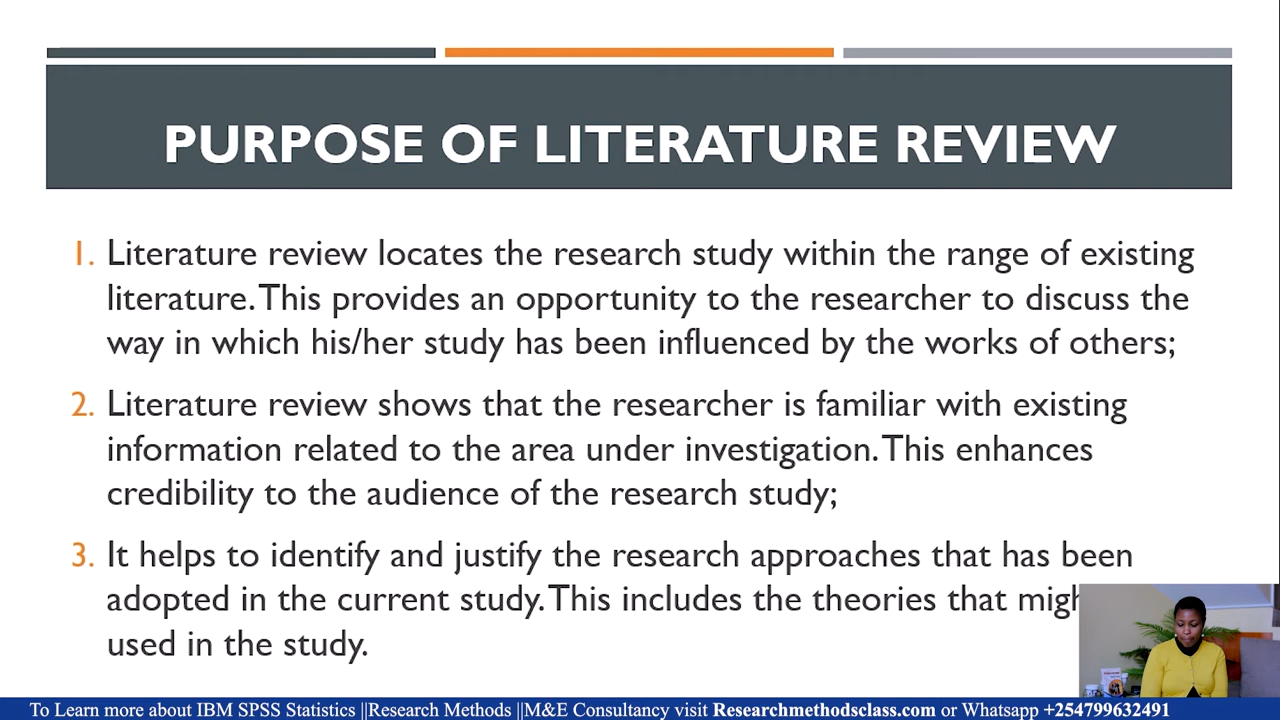 PURPOSE OF LITERATURE REVIEW
1. Literature review locates the research study within the range of existing
literature. This provides an opportunity to the researcher to discuss the
way in which his/her study has been influenced by the works of others;
2. Literature review shows that the researcher is familiar with existing
information related to the area under investigation. This enhances
credibility to the audience of the research study;
3. It helps to identify and justify the research approaches that has been
adopted in the current study. This includes the theories that
used in the study.
To Learn more about IBM SPSS Statistics ||Research Methods ||M&E Consultancy visit Researchmethodsclass.com or Whatsapp +254799632491